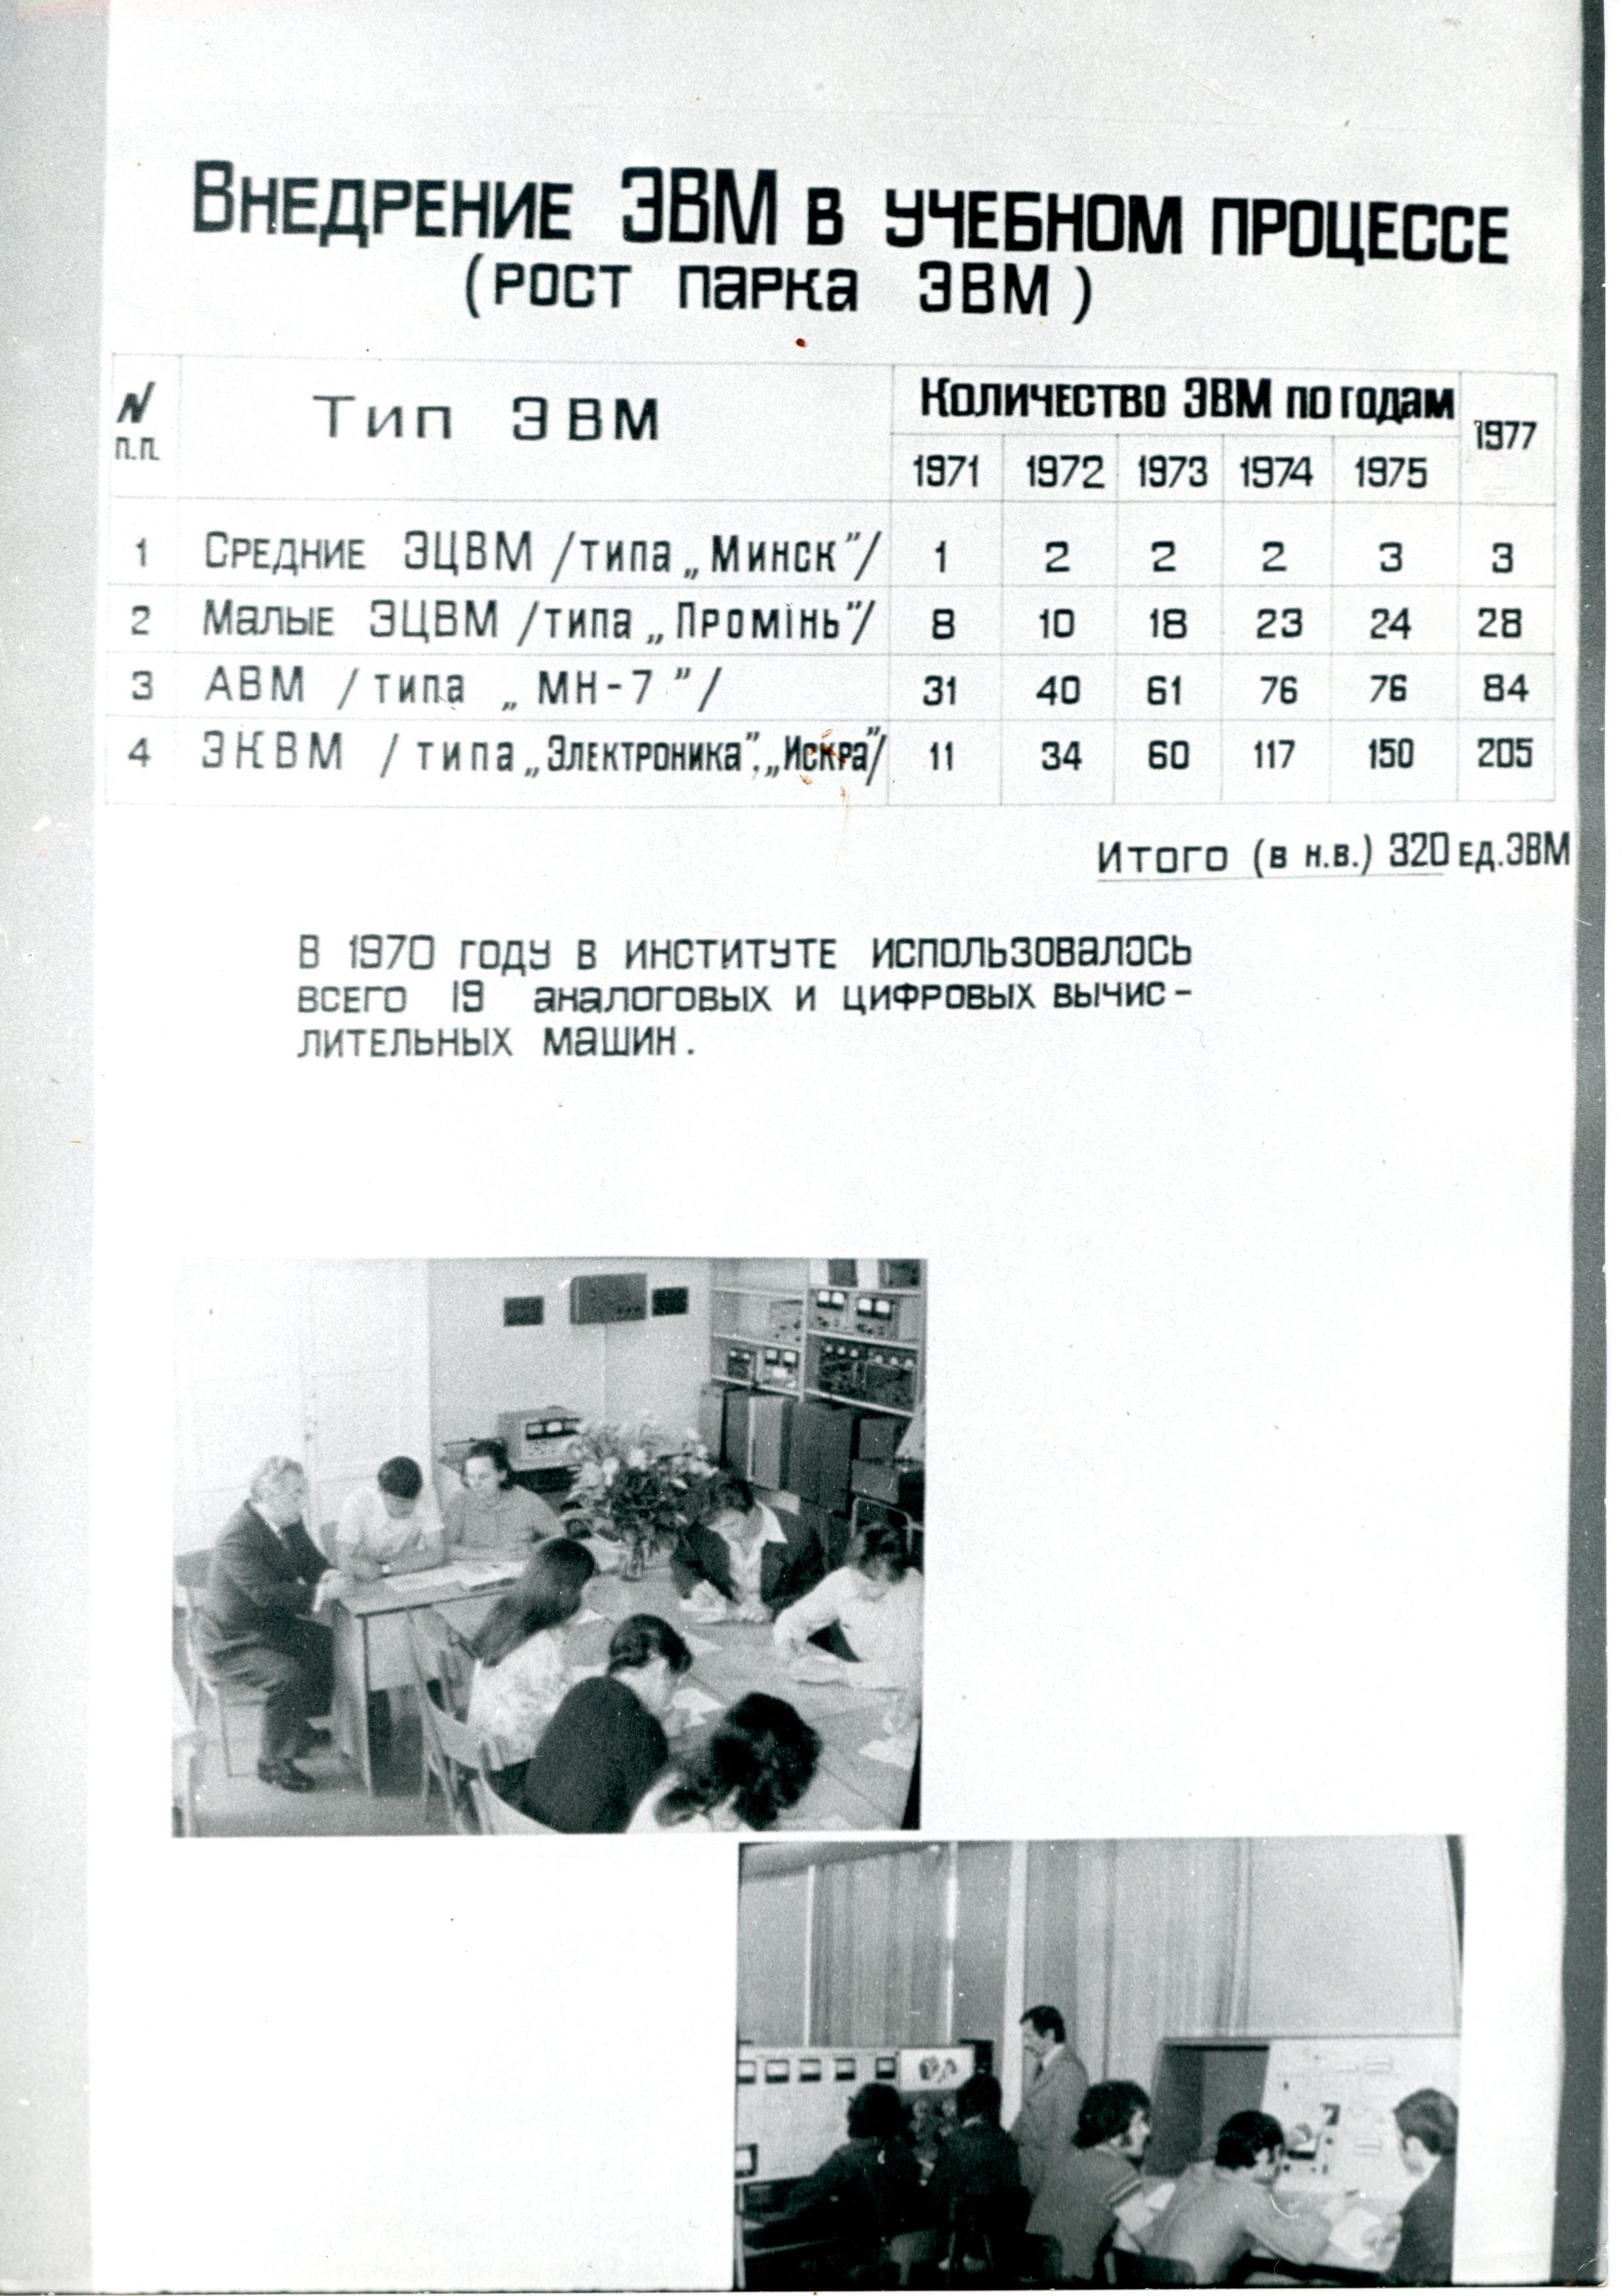 ВНЕДРЕНИЕ ЭВМ В УЧЕБНОМ ПРОЦЕССЕ
(РОСТ ПАРКА ЭВМ)
N п.п. Тип ЭВМ Количество ЭВМ по годам 1977
1971 1972 1973 1974 1975
1 Средние ЭЦВМ /типа „Минск”/ 1 2 2 2 3 3
2 Малые ЭЦВМ /типа „Промiнь”/ 8 10 18 23 24 28
3 АВМ /типа „МН-7”/ 31 40 61 76 76 84
4 ЭКВМ /типа „Электроника”, „Искра”/ 11 34 60 117 150 205
Итого (в н.в.) 320 ед. ЭВМ
В 1970 году в институте использовалось
всего 19 аналоговых и цифровых вычис-
лительных машин.